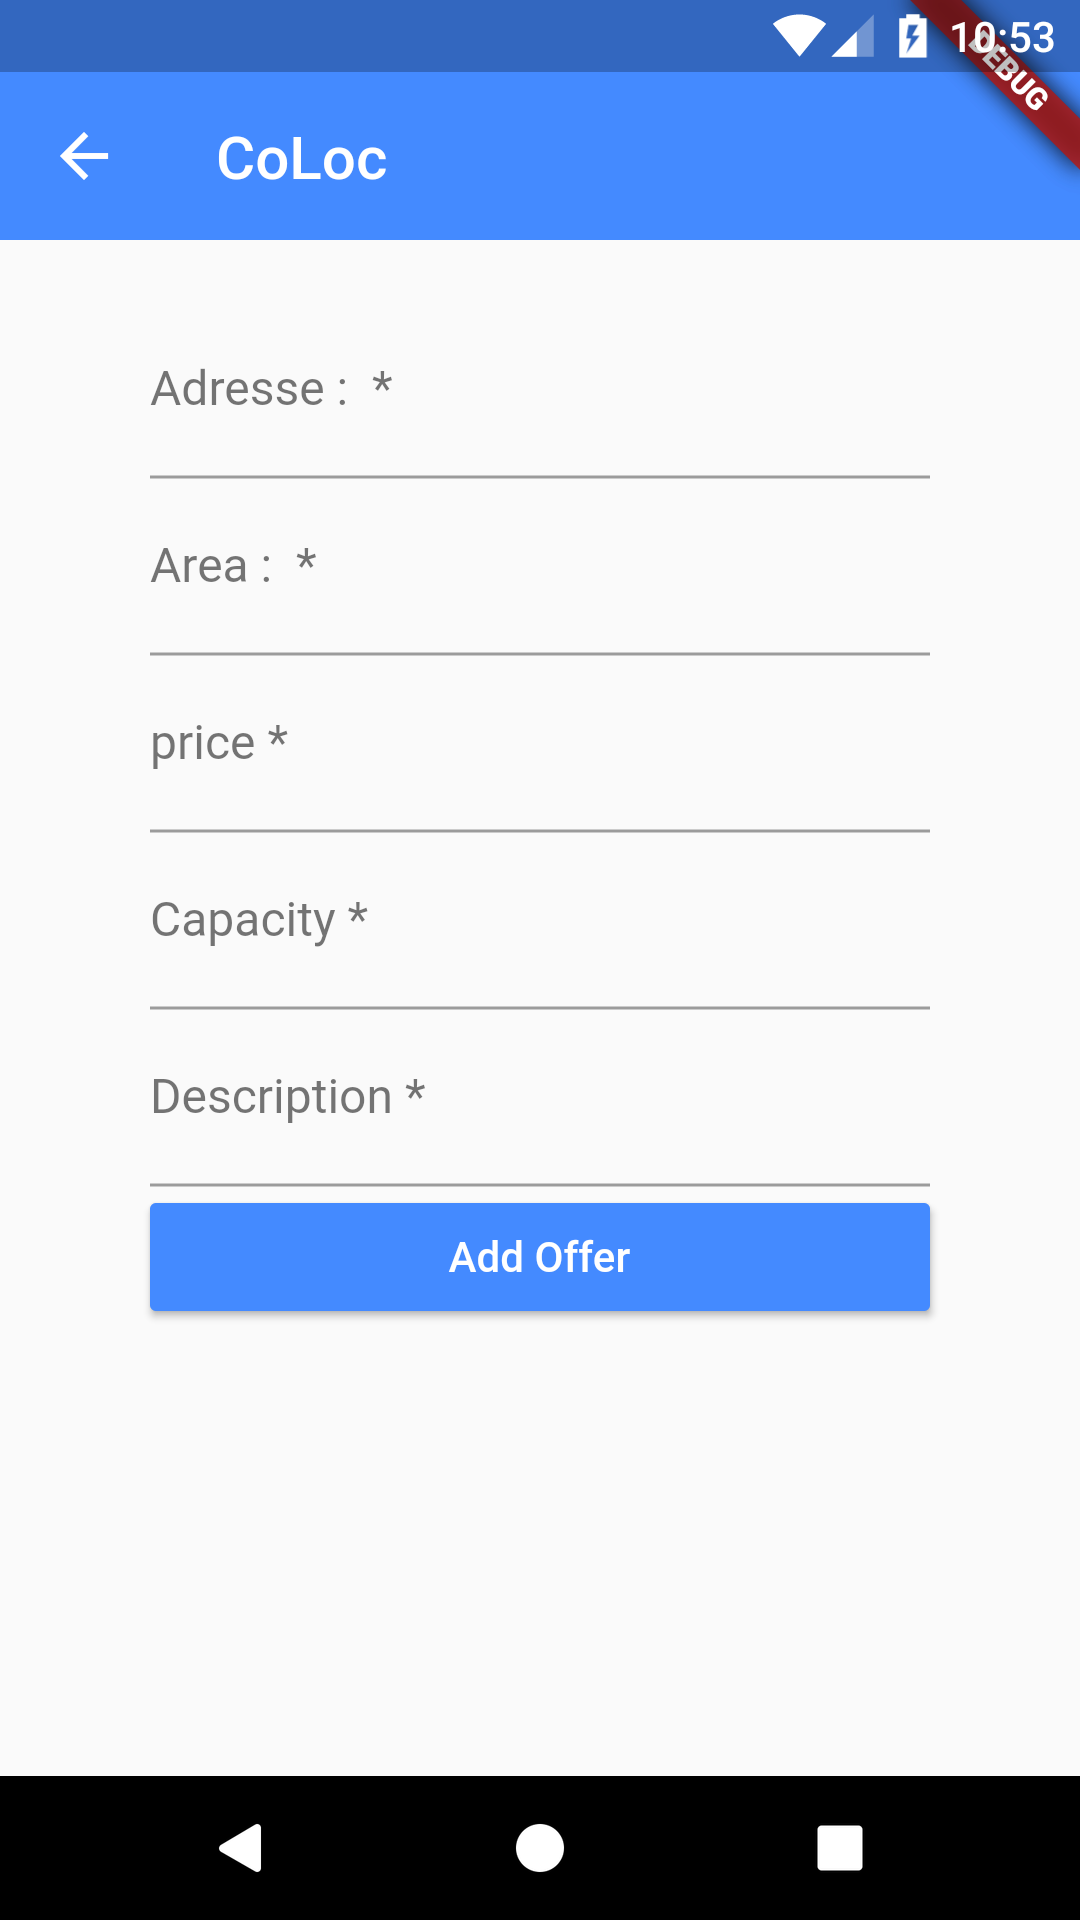 10:53
DEBUG
CoLoc
Adresse :  *
Area :  *
price *
Capacity *
Description *
Add Offer